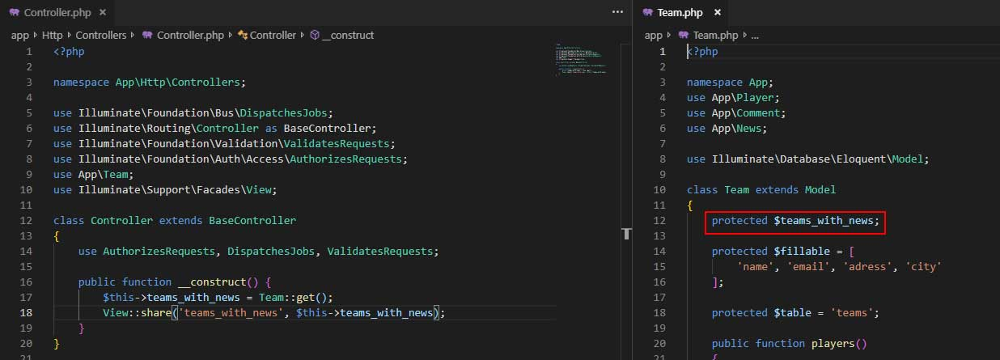 Controller.php ×
app Http Controllers Controller.php Controller __construct
1 <?php
2
3 namespace App\Http\Controllers;
4
5 use Illuminate\Foundation\Bus\DispatchesJobs;
6 use Illuminate\Routing\Controller as BaseController;
7 use Illuminate\Foundation\Validation\ValidatesRequests;
8 use Illuminate\Foundation\Auth\Access\AuthorizesRequests;
9 use App\Team;
10 use Illuminate\Support\Facades\View;
11
12 class Controller extends BaseController
13 {
14 use AuthorizesRequests, DispatchesJobs, ValidatesRequests;
15
16 public function __construct() {
17 $this->teams_with_news = Team::get();
18 View::share('teams_with_news', $this->teams_with_news);
19 }
20 }
21
Team.php ×
app Team.php ...
1 <?php
2
3 namespace App;
4 use App\Player;
5 use App\Comment;
6 use App\News;
7
8 use Illuminate\Database\Eloquent\Model;
9
10 class Team extends Model
11 {
12 protected $teams_with_news;
13
14 protected $fillable = [
15 'name', 'email', 'adress', 'city'
16 ];
17
18 protected $table = 'teams';
19
20 public function players()
21 {